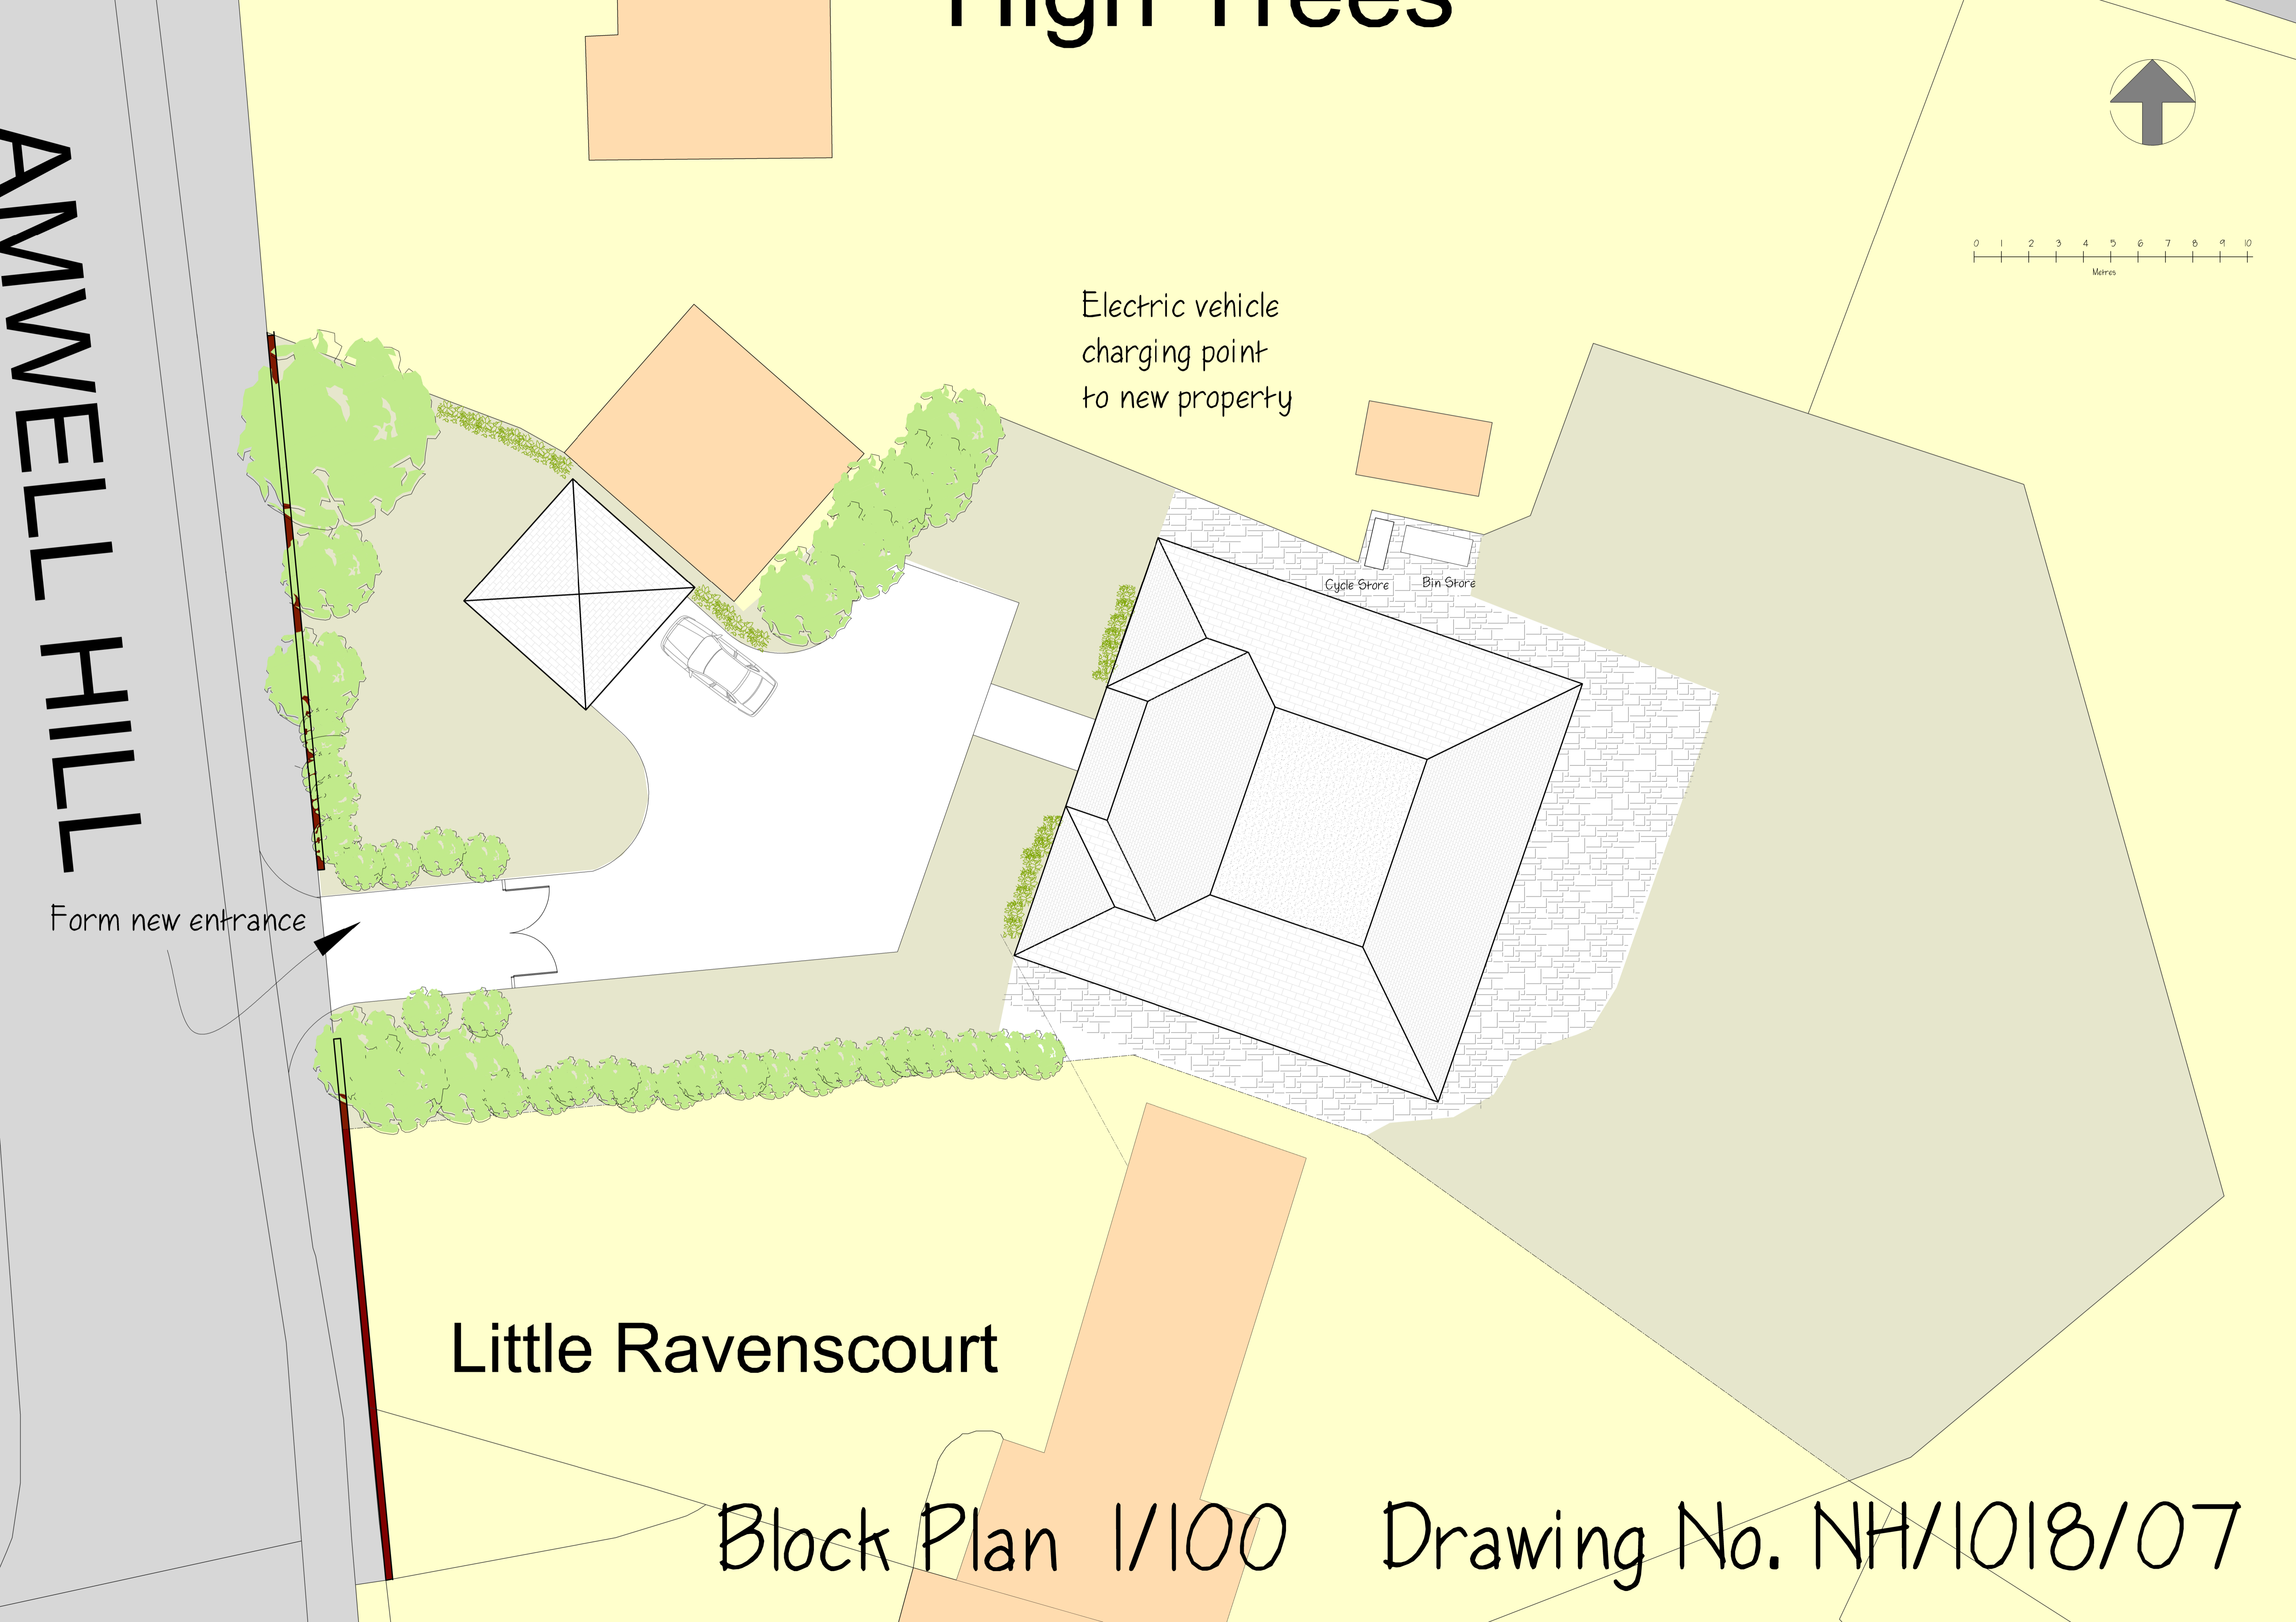 High Trees
AMWELL HILL
0 1 2 3 4 5 6 7 8 9 10
Metres
Electric vehicle
charging point
to new property
Cycle Store
Bin Store
Form new entrance
Little Ravenscourt
Block Plan 1/100
Drawing No. NH/1018/07